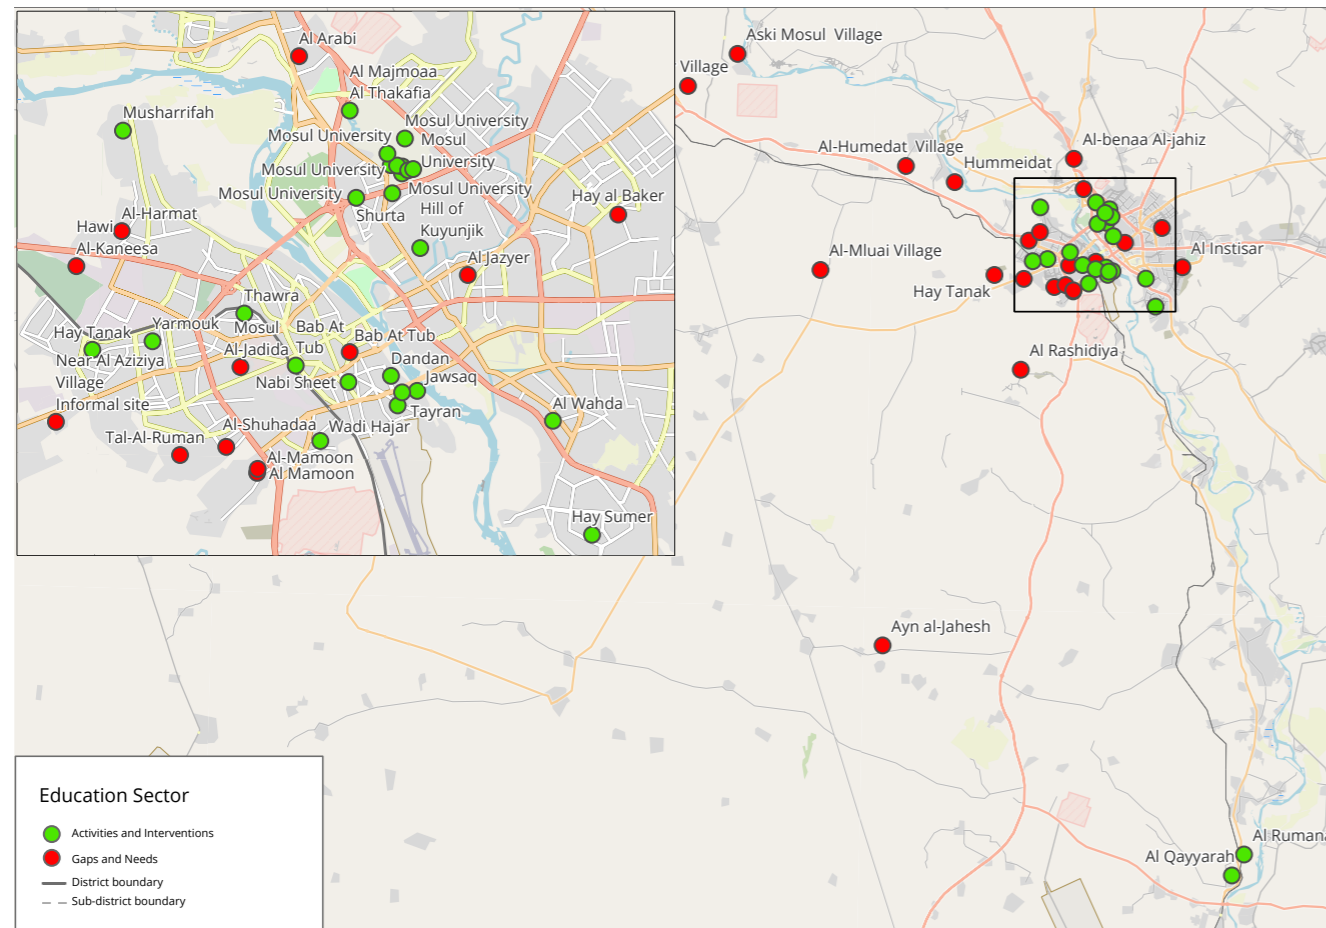 Al Arabi
Al Majmoaa
Al Thakafia
Musharrifah
Mosul University
Mosul University
Mosul
University
Mosul University
Mosul University
Mosul University
Shurta
Hill of
Kuyunjik
Hay al Baker
Al-Harmat
Hawi
Al-Kaneesa
Al Jazyer
Thawra
Hay Tanak
Yarmouk
Mosul
Al-Jadida
Bab At
Tub
Bab At Tub
Near Al Aziziya
Village
Informal site
Nabi Sheet
Dandan
Jawsaq
Tayran
Al Wahda
Tal-Al-Ruman
Al-Shuhadaa
Wadi Hajar
Al-Mamoon
Al Mamoon
Hay Sumer
Aski Mosul Village
Village
Al-benaa Al-jahiz
Al-Humedat Village
Hummeidat
Al-Mluai Village
Al Instisar
Hay Tanak
Al Rashidiya
Ayn al-Jahesh
Al Rumana
Al Qayyarah
Education Sector
Activities and Interventions
Gaps and Needs
District boundary
Sub-district boundary